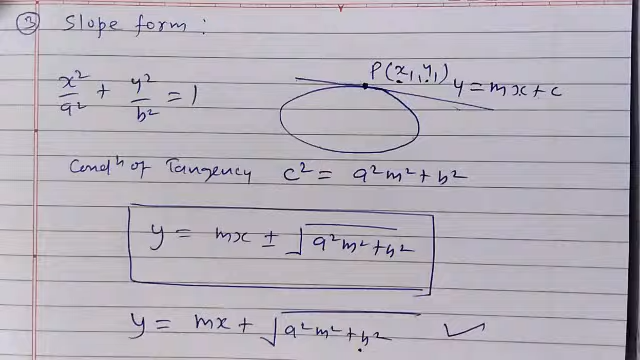 ③ Slope form :
P(x₁, y₁) y = mx + c
x²/a² + y²/b² = 1
Condⁿ of Tangency c² = a²m² + b²
y = mx ± √(a²m² + b²)
y = mx + √(a²m² + b²) ✓